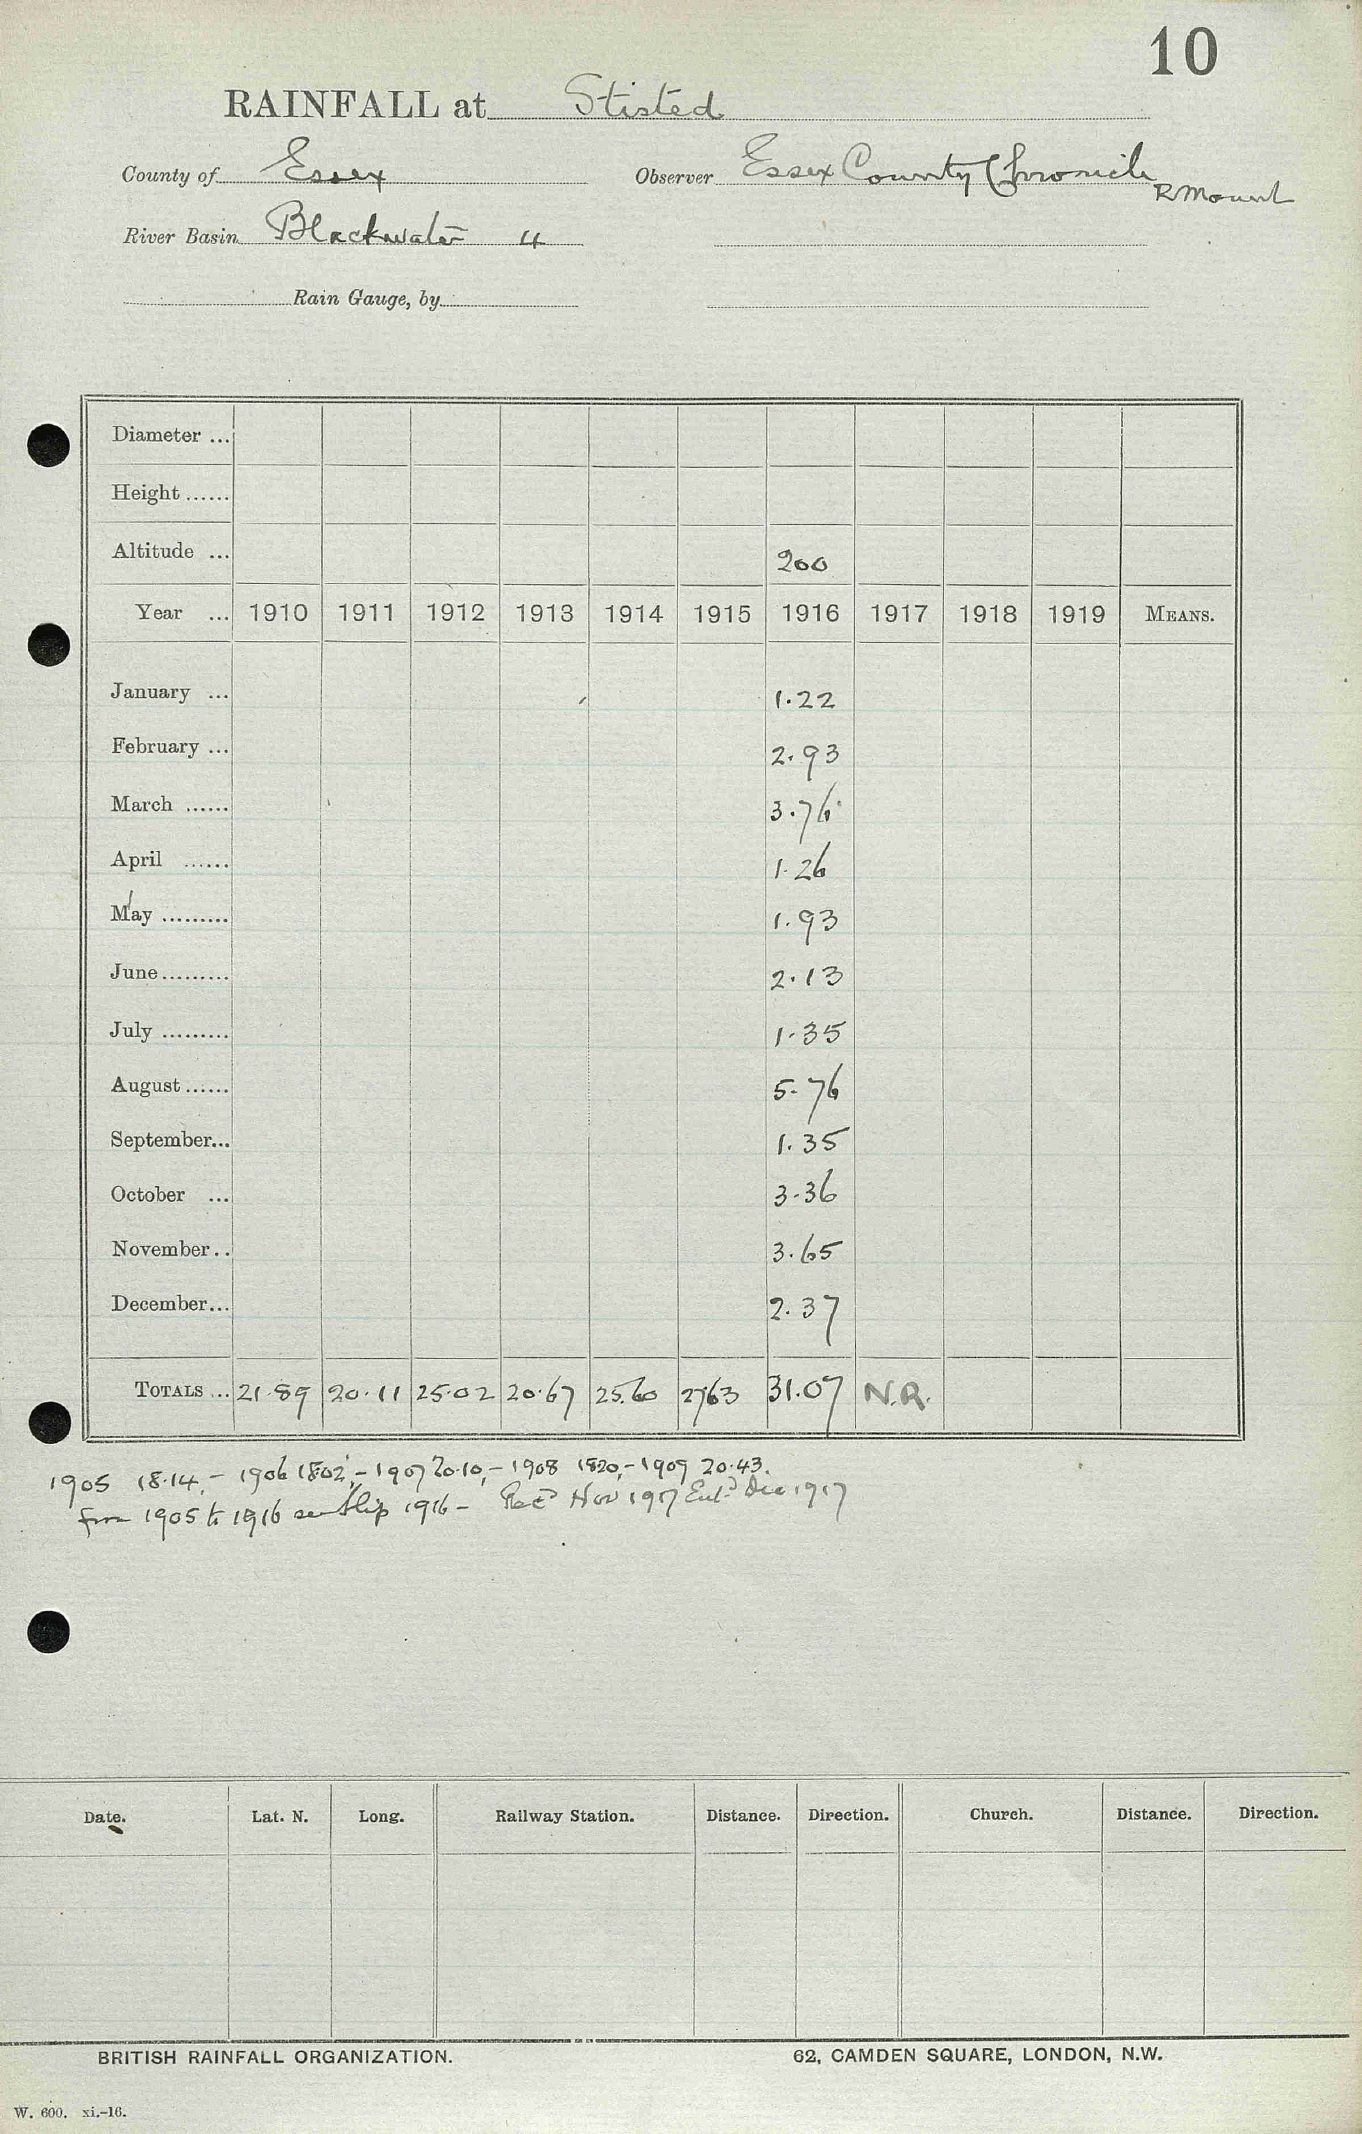 10
RAINFALL at Stisted
County of Essex Observer Essex County Chronicle
R Mount
River Basin Blackwater 4
Rain Gauge, by
Diameter ...
Height ......
Altitude ... 200
Year ... 1910 1911 1912 1913 1914 1915 1916 1917 1918 1919 MEANS.
January ... 1.22
February ... 2.93
March ...... 3.76
April ...... 1.26
May ......... 1.93
June ......... 2.13
July ......... 1.35
August ...... 5.76
September... 1.35
October ... 3.36
November .. 3.65
December... 2.37
TOTALS ... 21.89 20.11 25.02 20.67 25.60 27.63 31.07 N.R.
1905 18.14, – 1906 18.02, – 1907 20.10, – 1908 18.20, – 1909 20.43.
from 1905 to 1916 see Slip 1916 – Recd Nov 1917 Entd Dec 1917
Date. Lat. N. Long. Railway Station. Distance. Direction. Church. Distance. Direction.
BRITISH RAINFALL ORGANIZATION. 62, CAMDEN SQUARE, LONDON, N.W.
W. 600. xi.–16.